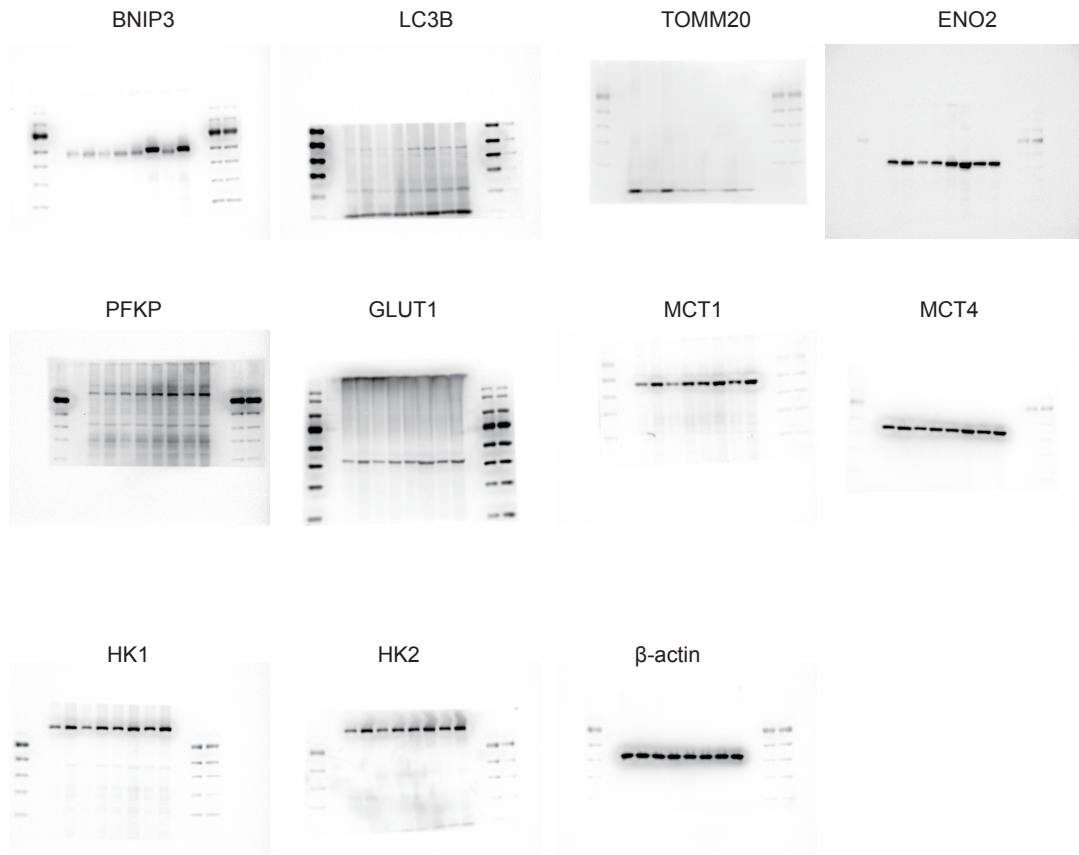 BNIP3 LC3B TOMM20 ENO2
PFKP GLUT1 MCT1 MCT4
HK1 HK2 β-actin